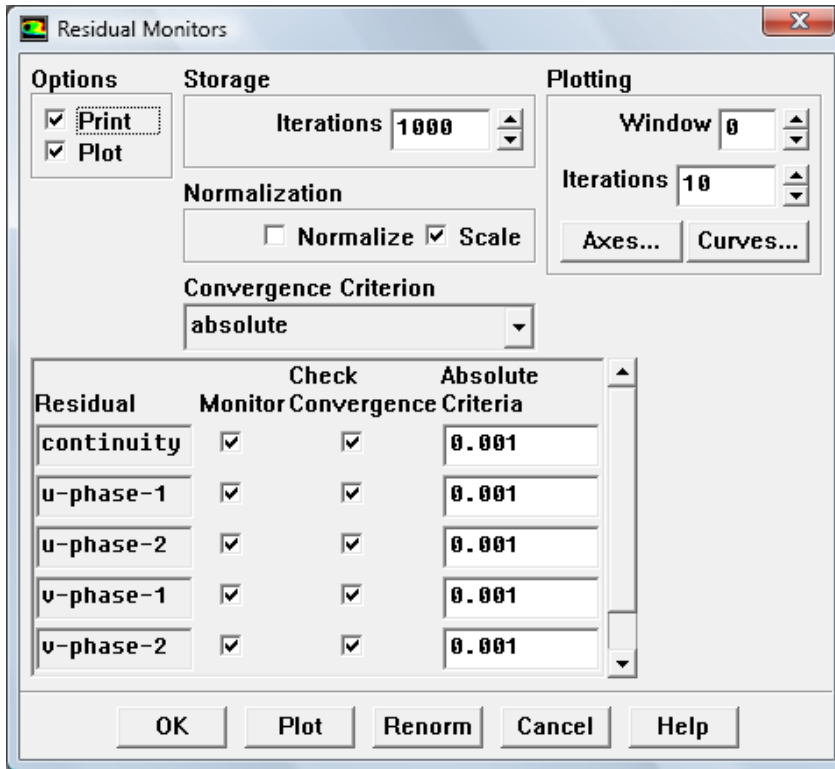 Residual Monitors
Options
Print
Plot
Storage
Iterations 1000
Normalization
Normalize Scale
Convergence Criterion
absolute
Plotting
Window 0
Iterations 10
Axes... Curves...
Residual Monitor Check Convergence Absolute Criteria
continuity 0.001
u-phase-1 0.001
u-phase-2 0.001
v-phase-1 0.001
v-phase-2 0.001
OK Plot Renorm Cancel Help